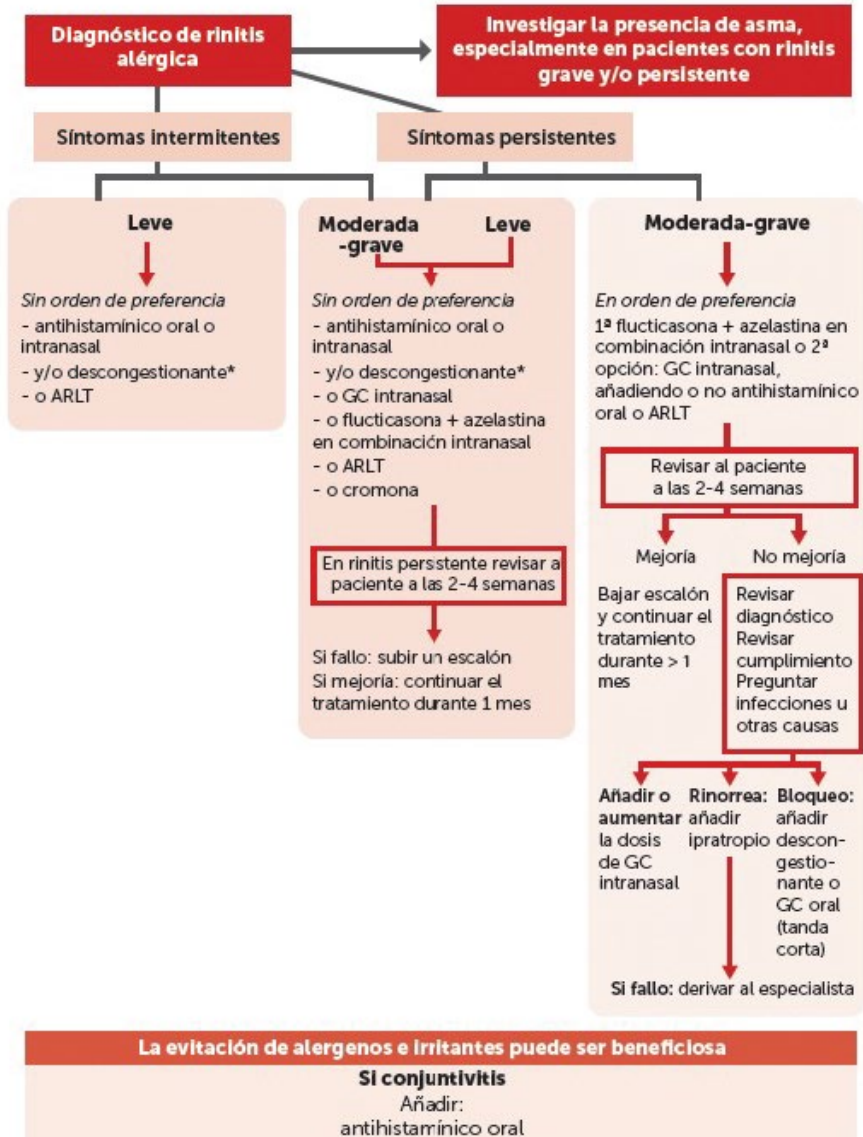 Diagnóstico de rinitis
alérgica
Investigar la presencia de asma,
especialmente en pacientes con rinitis
grave y/o persistente
Síntomas intermitentes
Síntomas persistentes
Leve
Sin orden de preferencia
- antihistamínico oral o
intranasal
- y/o descongestionante*
- o ARLT
Moderada
-grave
Leve
Sin orden de preferencia
- antihistamínico oral o
intranasal
- y/o descongestionante*
- o GC intranasal
- o flucticasona + azelastina
en combinación intranasal
- o ARLT
- o cromona
En rinitis persistente revisar a
paciente a las 2-4 semanas
Si fallo: subir un escalón
Si mejoría: continuar el
tratamiento durante 1 mes
Moderada-grave
En orden de preferencia
1ª flucticasona + azelastina en
combinación intranasal o 2ª
opción: GC intranasal,
añadiendo o no antihistamínico
oral o ARLT
Revisar al paciente
a las 2-4 semanas
Mejoría
Bajar escalón
y continuar el
tratamiento
durante > 1
mes
No mejoría
Revisar
diagnóstico
Revisar
cumplimiento
Preguntar
infecciones u
otras causas
Añadir o
aumentar
la dosis
de GC
intranasal
Rinorrea:
añadir
ipratropio
Bloqueo:
añadir
descon-
gestio-
nante o
GC oral
(tanda
corta)
Si fallo: derivar al especialista
La evitación de alergenos e irritantes puede ser beneficiosa
Si conjuntivitis
Añadir:
antihistamínico oral